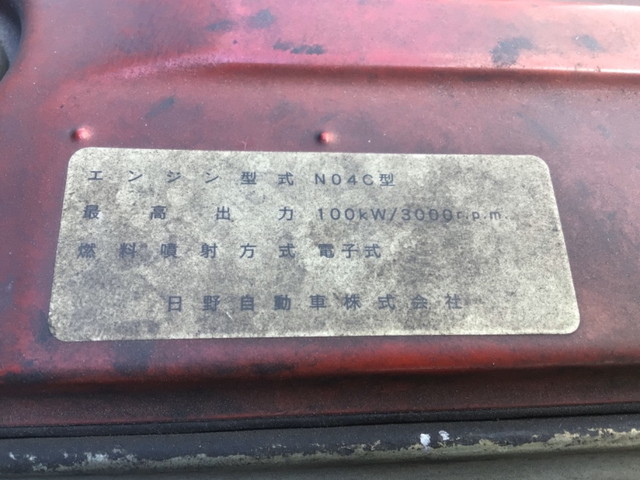 エンジン型式 N04C型
最高出力 100kW/3000r.p.m.
燃料噴射方式 電子式
日野自動車株式会社